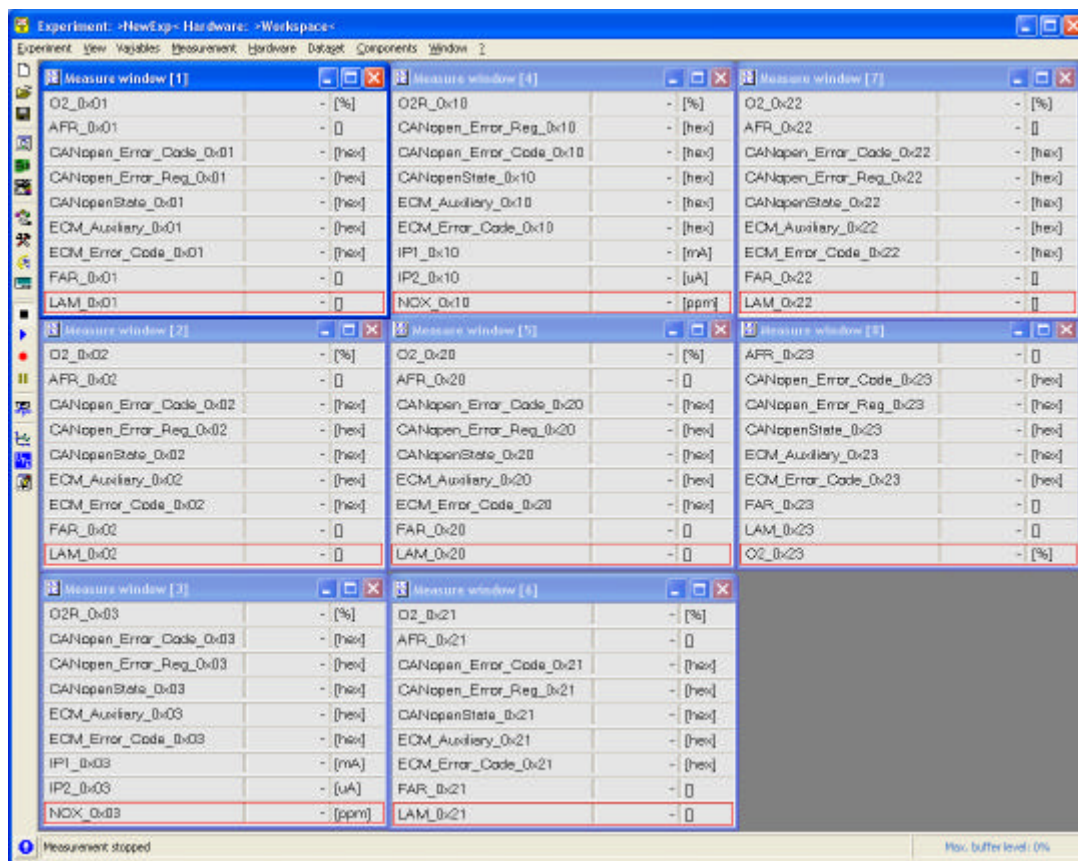 Experiment: >NewExp< Hardware: >Workspace<
Experiment View Variables Measurement Hardware Dataset Components Window ?
Measure window [1]
O2_0x01 - [%]
AFR_0x01 - []
CANopen_Error_Code_0x01 - [hex]
CANopen_Error_Reg_0x01 - [hex]
CANopenState_0x01 - [hex]
ECM_Auxiliary_0x01 - [hex]
ECM_Error_Code_0x01 - [hex]
FAR_0x01 - []
LAM_0x01 - []
Measure window [2]
O2_0x02 - [%]
AFR_0x02 - []
CANopen_Error_Code_0x02 - [hex]
CANopen_Error_Reg_0x02 - [hex]
CANopenState_0x02 - [hex]
ECM_Auxiliary_0x02 - [hex]
ECM_Error_Code_0x02 - [hex]
FAR_0x02 - []
LAM_0x02 - []
Measure window [3]
O2R_0x03 - [%]
CANopen_Error_Code_0x03 - [hex]
CANopen_Error_Reg_0x03 - [hex]
CANopenState_0x03 - [hex]
ECM_Auxiliary_0x03 - [hex]
ECM_Error_Code_0x03 - [hex]
IP1_0x03 - [mA]
IP2_0x03 - [uA]
NOX_0x03 - [ppm]
Measure window [4]
O2R_0x10 - [%]
CANopen_Error_Reg_0x10 - [hex]
CANopen_Error_Code_0x10 - [hex]
CANopenState_0x10 - [hex]
ECM_Auxiliary_0x10 - [hex]
ECM_Error_Code_0x10 - [hex]
IP1_0x10 - [mA]
IP2_0x10 - [uA]
NOX_0x10 - [ppm]
Measure window [5]
O2_0x20 - [%]
AFR_0x20 - []
CANopen_Error_Code_0x20 - [hex]
CANopen_Error_Reg_0x20 - [hex]
CANopenState_0x20 - [hex]
ECM_Auxiliary_0x20 - [hex]
ECM_Error_Code_0x20 - [hex]
FAR_0x20 - []
LAM_0x20 - []
Measure window [6]
O2_0x21 - [%]
AFR_0x21 - []
CANopen_Error_Code_0x21 - [hex]
CANopen_Error_Reg_0x21 - [hex]
CANopenState_0x21 - [hex]
ECM_Auxiliary_0x21 - [hex]
ECM_Error_Code_0x21 - [hex]
FAR_0x21 - []
LAM_0x21 - []
Measure window [7]
O2_0x22 - [%]
AFR_0x22 - []
CANopen_Error_Code_0x22 - [hex]
CANopen_Error_Reg_0x22 - [hex]
CANopenState_0x22 - [hex]
ECM_Auxiliary_0x22 - [hex]
ECM_Error_Code_0x22 - [hex]
FAR_0x22 - []
LAM_0x22 - []
Measure window [8]
AFR_0x23 - []
CANopen_Error_Code_0x23 - [hex]
CANopen_Error_Reg_0x23 - [hex]
CANopenState_0x23 - [hex]
ECM_Auxiliary_0x23 - [hex]
ECM_Error_Code_0x23 - [hex]
FAR_0x23 - []
LAM_0x23 - []
O2_0x23 - [%]
Measurement stopped
Max. buffer level: 0%